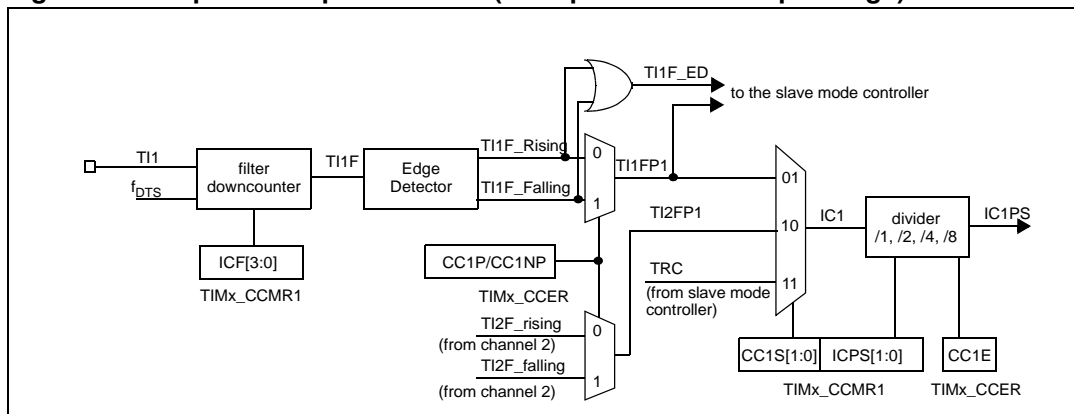 TI1F_ED
to the slave mode controller
TI1
fDTS
filter
downcounter
TI1F
Edge
Detector
TI1F_Rising
TI1F_Falling
0
1
TI1FP1
01
TI2FP1
10
IC1
divider
/1, /2, /4, /8
IC1PS
ICF[3:0]
TIMx_CCMR1
CC1P/CC1NP
TIMx_CCER
TRC
11
(from slave mode
controller)
TI2F_rising
0
(from channel 2)
TI2F_falling
1
(from channel 2)
CC1S[1:0]
ICPS[1:0]
CC1E
TIMx_CCMR1
TIMx_CCER